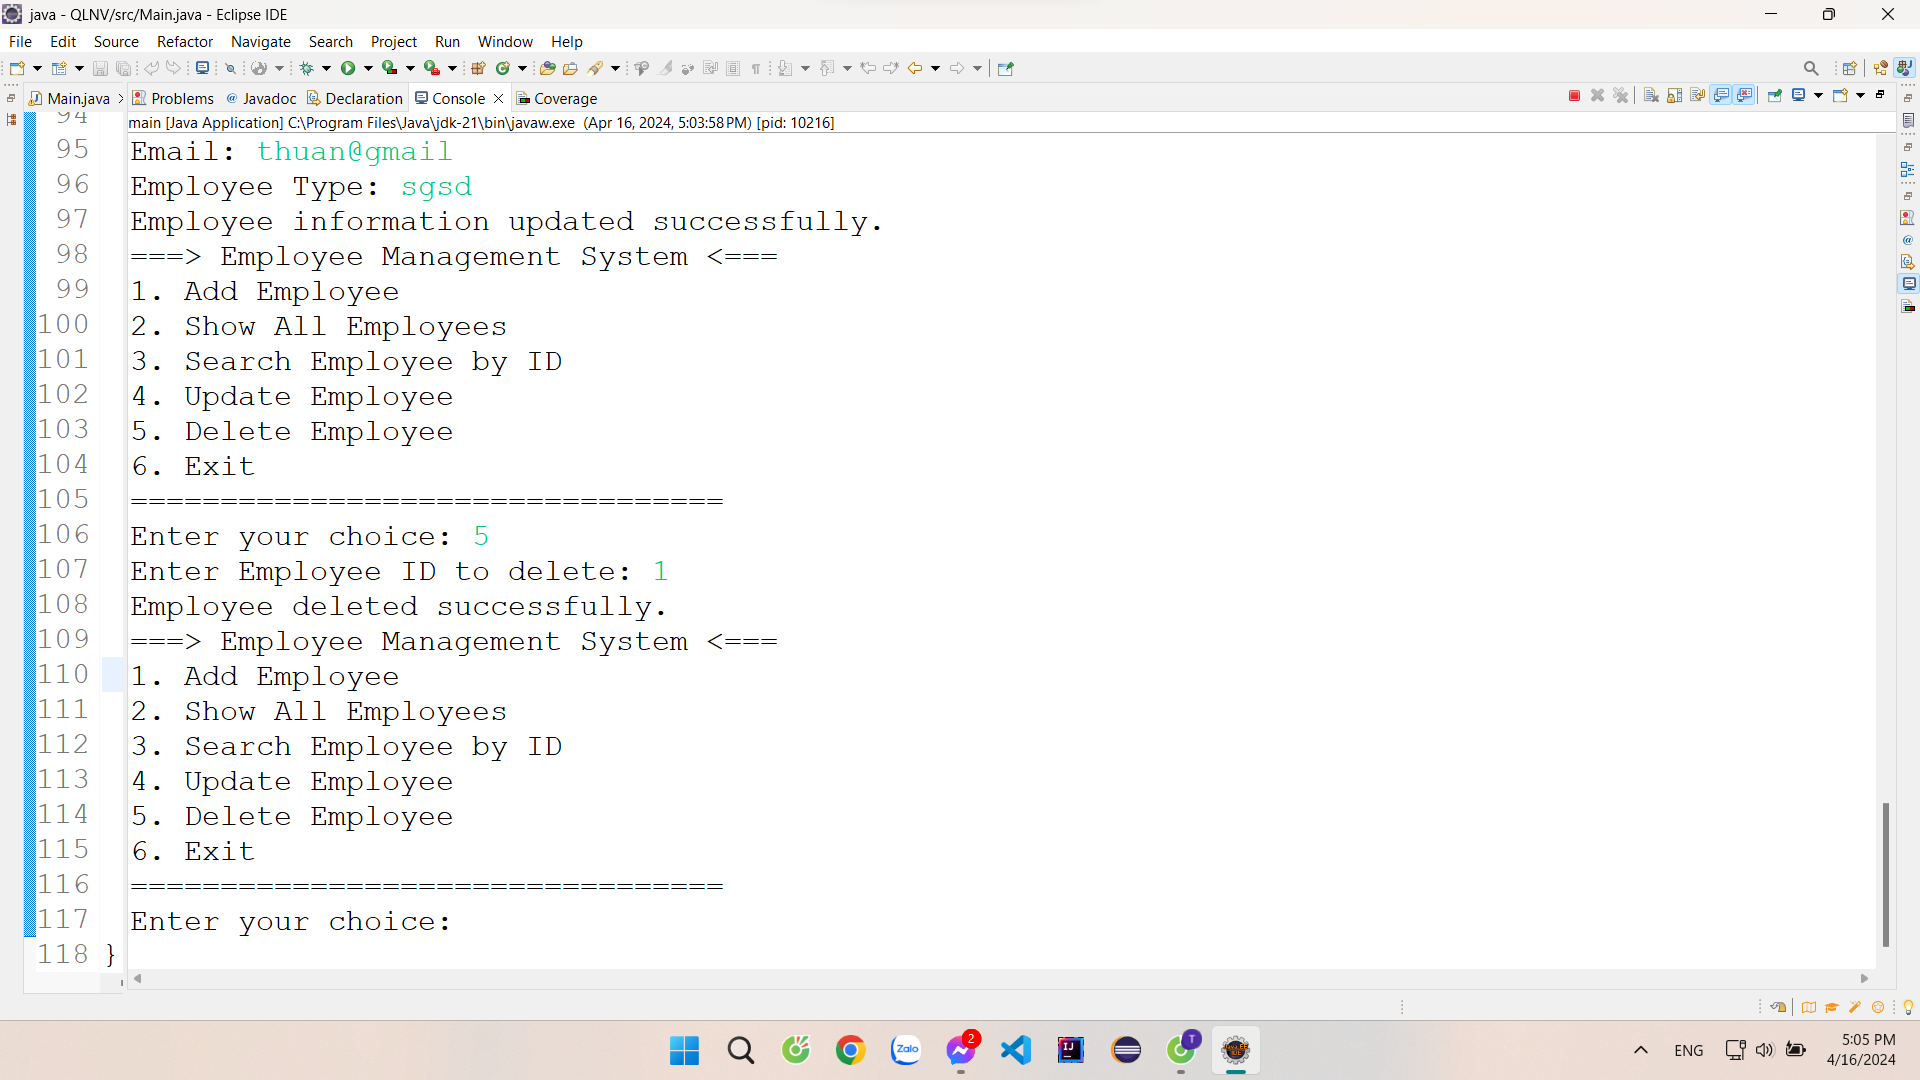 java - QLNV/src/Main.java - Eclipse IDE
File Edit Source Refactor Navigate Search Project Run Window Help
Main.java Problems @ Javadoc Declaration Console Coverage
main [Java Application] C:\Program Files\Java\jdk-21\bin\javaw.exe (Apr 16, 2024, 5:03:58 PM) [pid: 10216]
94
95 Email: thuan@gmail
96 Employee Type: sgsd
97 Employee information updated successfully.
98 ===> Employee Management System <===
99 1. Add Employee
100 2. Show All Employees
101 3. Search Employee by ID
102 4. Update Employee
103 5. Delete Employee
104 6. Exit
105 =================================
106 Enter your choice: 5
107 Enter Employee ID to delete: 1
108 Employee deleted successfully.
109 ===> Employee Management System <===
110 1. Add Employee
111 2. Show All Employees
112 3. Search Employee by ID
113 4. Update Employee
114 5. Delete Employee
115 6. Exit
116 =================================
117 Enter your choice:
118 }
Zalo 2 IJ T
ENG
5:05 PM
4/16/2024